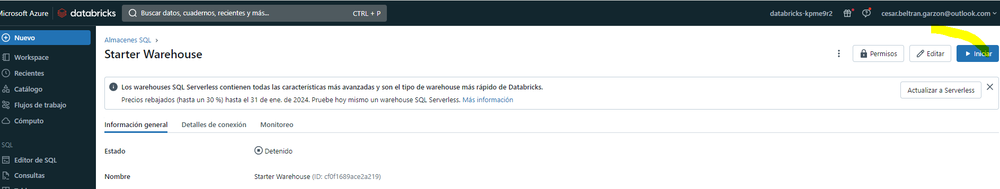 Microsoft Azure databricks Buscar datos, cuadernos, recientes y más... CTRL + P databricks-kpme9r2 cesar.beltran.garzon@outlook.com
Nuevo
Workspace
Recientes
Catálogo
Flujos de trabajo
Cómputo
SQL
Editor de SQL
Consultas
Almacenes SQL >
Starter Warehouse
Permisos
Editar
Iniciar
Los warehouses SQL Serverless contienen todas las características más avanzadas y son el tipo de warehouse más rápido de Databricks.
Precios rebajados (hasta un 30 %) hasta el 31 de ene. de 2024. Pruebe hoy mismo un warehouse SQL Serverless. Más información
Actualizar a Serverless
Información general Detalles de conexión Monitoreo
Estado Detenido
Nombre Starter Warehouse (ID: cf0f1689ace2a219)